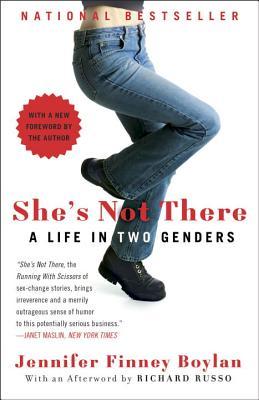 NATIONAL BESTSELLER
WITH A NEW
FOREWORD BY
THE AUTHOR
She's Not There
A LIFE IN TWO GENDERS
"She's Not There, the
Running With Scissors of
sex-change stories, brings
irreverence and a merrily
outrageous sense of humor
to this potentially serious
business."
—JANET MASLIN, NEW YORK TIMES
Jennifer Finney Boylan
With an Afterword by RICHARD RUSSO